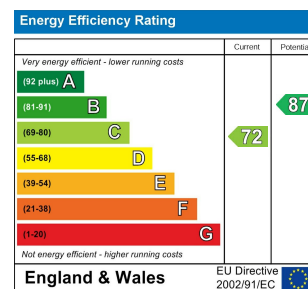 Energy Efficiency Rating
Current Potentia
Very energy efficient - lower running costs
(92 plus) A
(81-91) B 87
(69-80) C 72
(55-68) D
(39-54) E
(21-38) F
(1-20) G
Not energy efficient - higher running costs
England & Wales
EU Directive
2002/91/EC